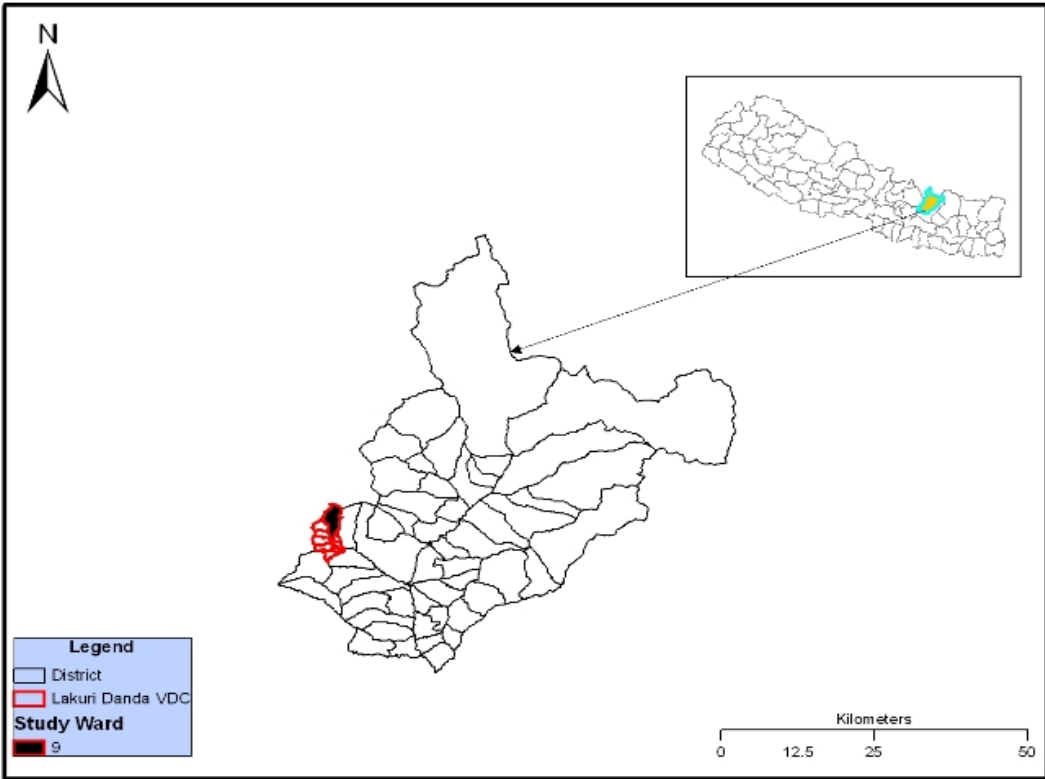 N
Legend
District
Lakuri Danda VDC
Study Ward
9
Kilometers
0 12.5 25 50